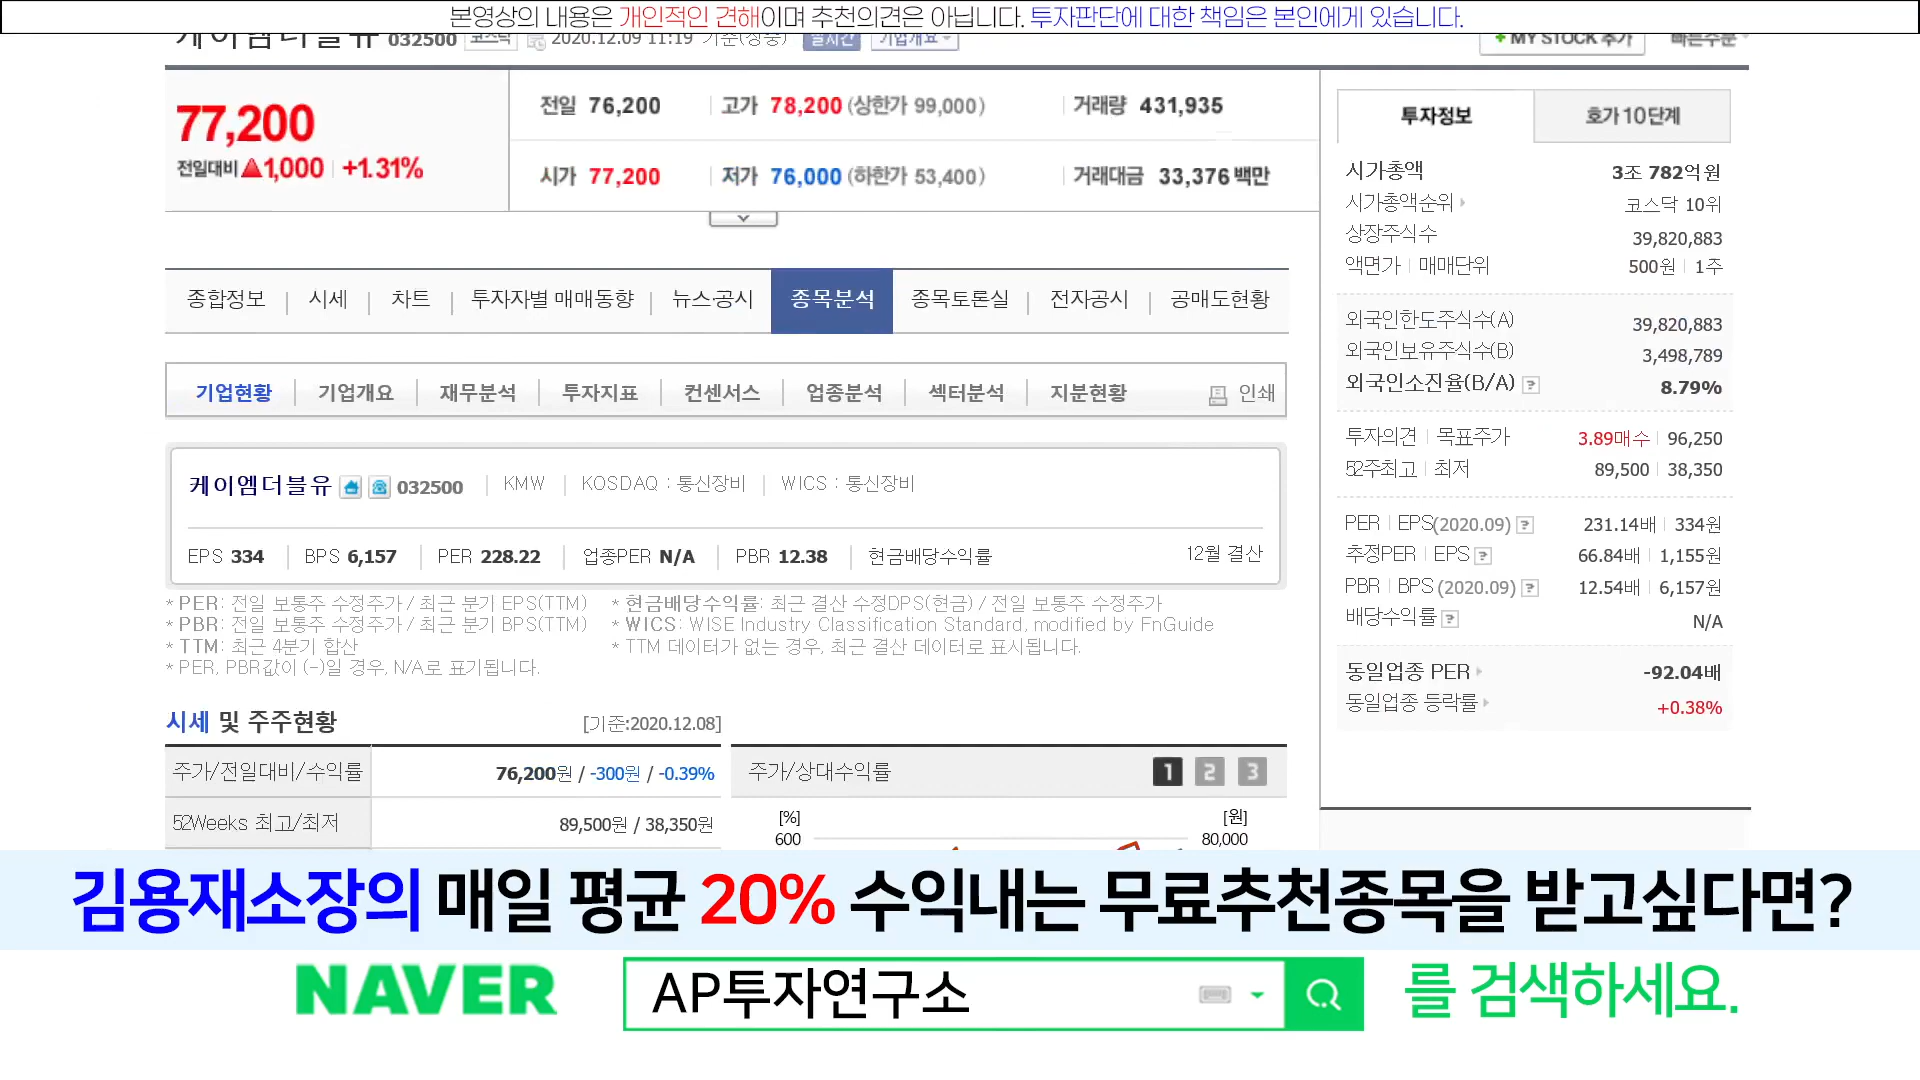 본영상의 내용은 개인적인 견해이며 추천의견은 아닙니다. 투자판단에 대한 책임은 본인에게 있습니다.
케이엠더블유 032500 코스닥 2020.12.09 11:19 기준(장중) 실시간 기업개요
+ MY STOCK 추가 빠른주문
77,200
전일대비 ▲1,000 +1.31%
전일 76,200 고가 78,200 (상한가 99,000) 거래량 431,935
시가 77,200 저가 76,000 (하한가 53,400) 거래대금 33,376 백만
투자정보 호가 10단계
시가총액 3조 782억원
시가총액순위 코스닥 10위
상장주식수 39,820,883
액면가 매매단위 500원 1주
외국인한도주식수(A) 39,820,883
외국인보유주식수(B) 3,498,789
외국인소진율(B/A) ? 8.79%
투자의견 목표주가 3.89매수 96,250
52주최고 최저 89,500 38,350
PER EPS(2020.09) ? 231.14배 334원
추정PER EPS ? 66.84배 1,155원
PBR BPS (2020.09) ? 12.54배 6,157원
배당수익률 ? N/A
동일업종 PER -92.04배
동일업종 등락률 +0.38%
종합정보 시세 차트 투자자별 매매동향 뉴스·공시 종목분석 종목토론실 전자공시 공매도현황
기업현황 기업개요 재무분석 투자지표 컨센서스 업종분석 섹터분석 지분현황 인쇄
케이엠더블유 032500 KMW KOSDAQ : 통신장비 WICS : 통신장비
EPS 334 BPS 6,157 PER 228.22 업종PER N/A PBR 12.38 현금배당수익률 12월 결산
* PER: 전일 보통주 수정주가 / 최근 분기 EPS(TTM) * 현금배당수익률: 최근 결산 수정DPS(현금) / 전일 보통주 수정주가
* PBR: 전일 보통주 수정주가 / 최근 분기 BPS(TTM) * WICS: WISE Industry Classification Standard, modified by FnGuide
* TTM: 최근 4분기 합산 * TTM 데이터가 없는 경우, 최근 결산 데이터로 표시됩니다.
* PER, PBR값이 (-)일 경우, N/A로 표기됩니다.
시세 및 주주현황 [기준:2020.12.08]
주가/전일대비/수익률 76,200원 / -300원 / -0.39%
52Weeks 최고/최저 89,500원 / 38,350원
주가/상대수익률 1 2 3
[%] [원]
600 80,000
김용재소장의 매일 평균 20% 수익내는 무료추천종목을 받고싶다면?
NAVER AP투자연구소 를 검색하세요.